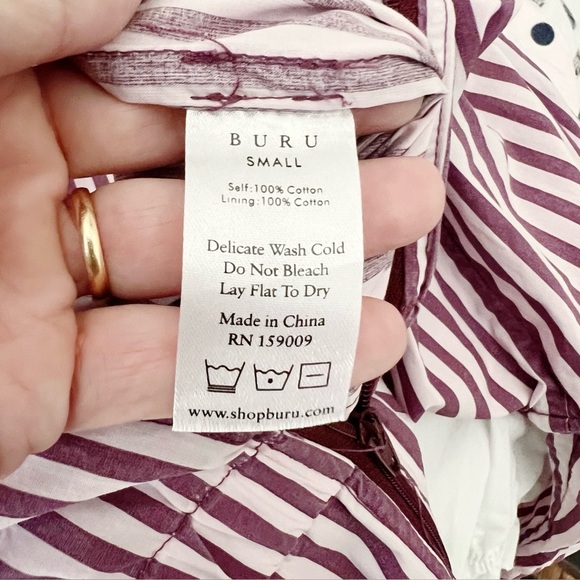 BURU
SMALL
Self:100% Cotton
Lining:100% Cotton
Delicate Wash Cold
Do Not Bleach
Lay Flat To Dry
Made in China
RN 159009
www.shopburu.com